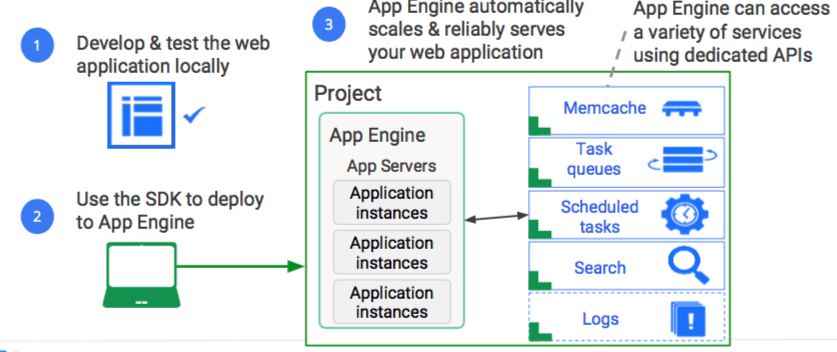 1
Develop & test the web
application locally
2
Use the SDK to deploy
to App Engine
3
App Engine automatically
scales & reliably serves
your web application
App Engine can access
a variety of services
using dedicated APIs
Project
App Engine
App Servers
Application
instances
Application
instances
Application
instances
Memcache
Task
queues
Scheduled
tasks
Search
Logs
!